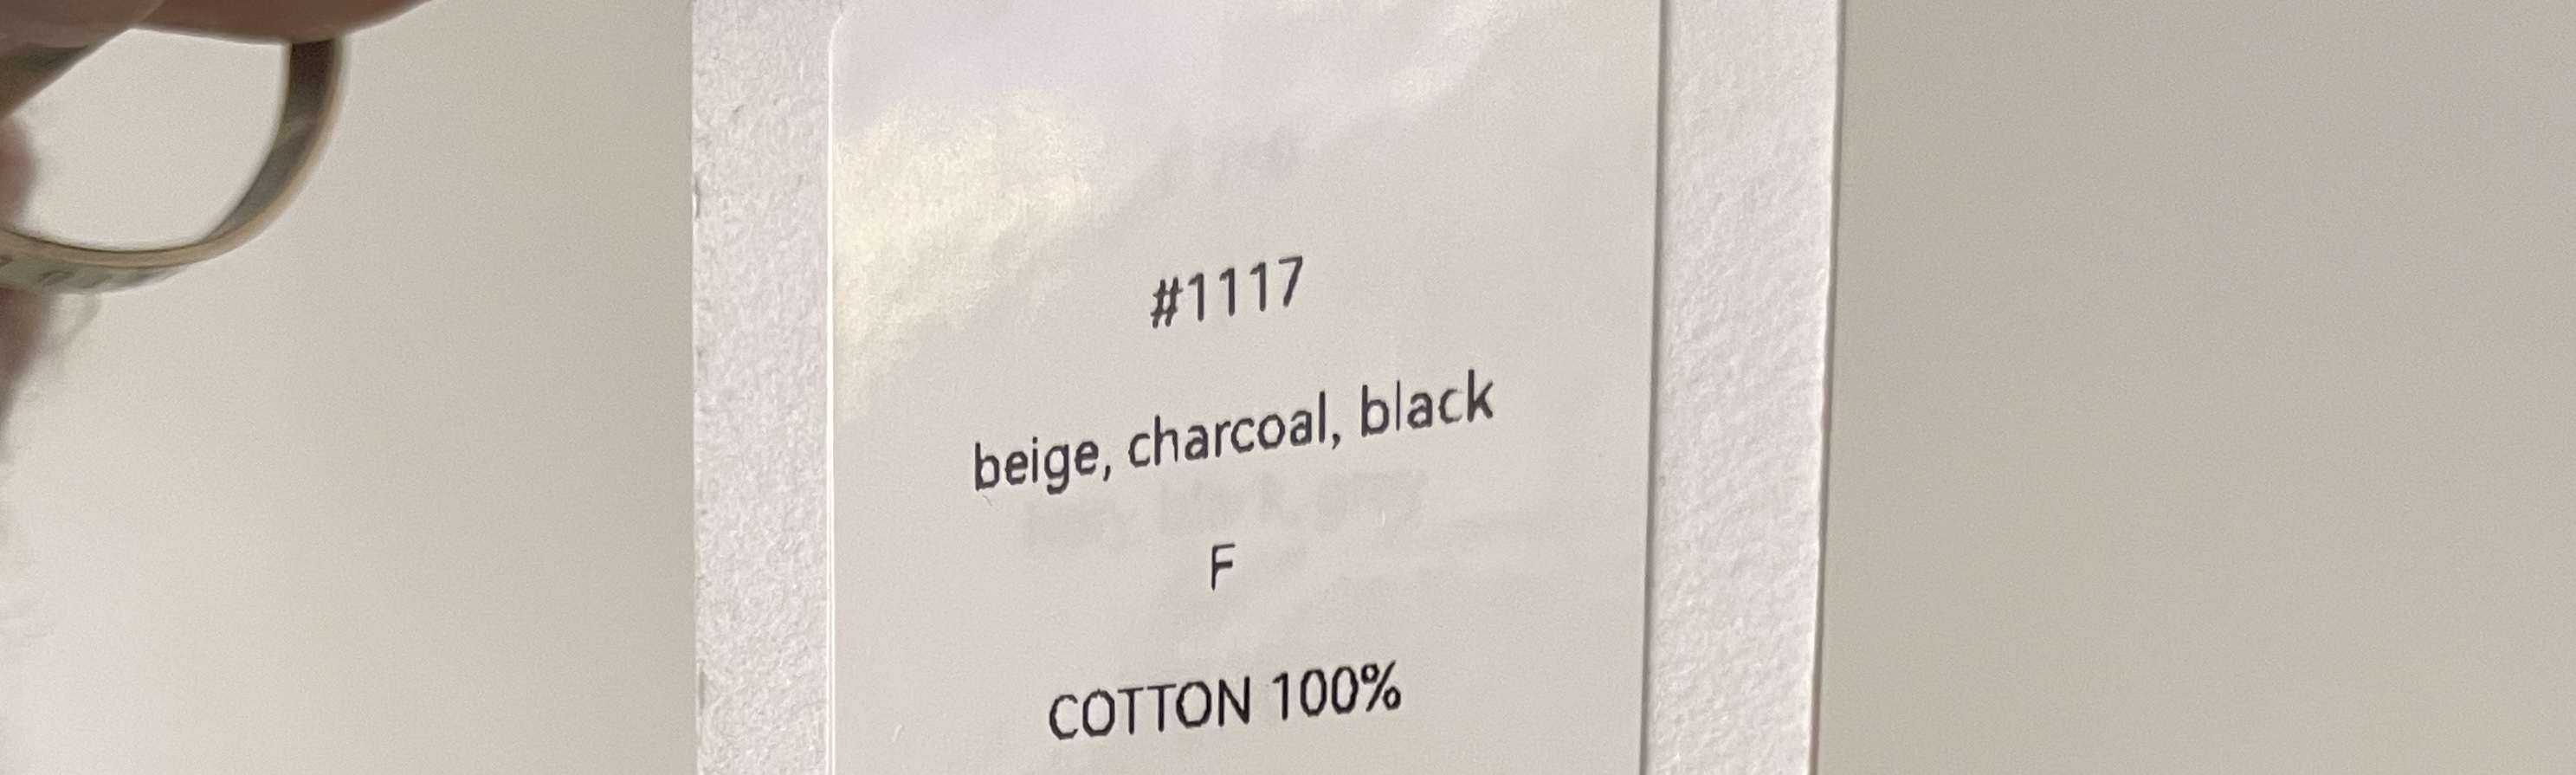 #1117
beige, charcoal, black
F
COTTON 100%